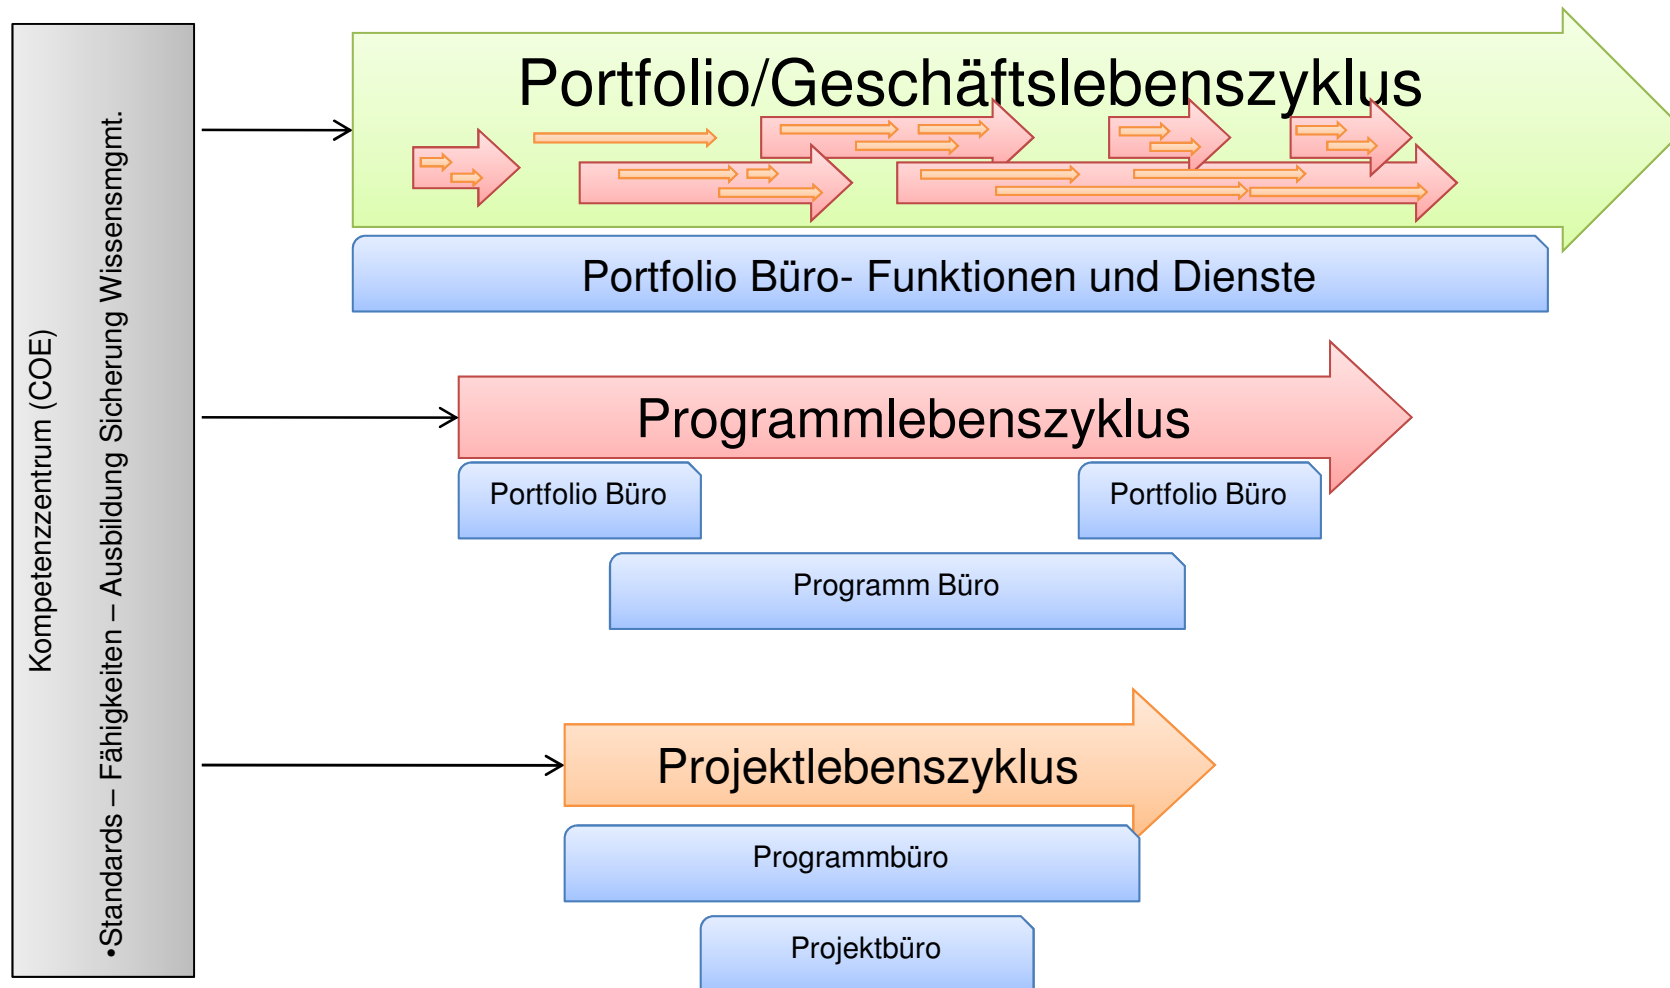 Kompetenzzentrum (COE)
•Standards – Fähigkeiten – Ausbildung Sicherung Wissensmgmt.
Portfolio/Geschäftslebenszyklus
Portfolio Büro- Funktionen und Dienste
Programmlebenszyklus
Portfolio Büro
Portfolio Büro
Programm Büro
Projektlebenszyklus
Programmbüro
Projektbüro